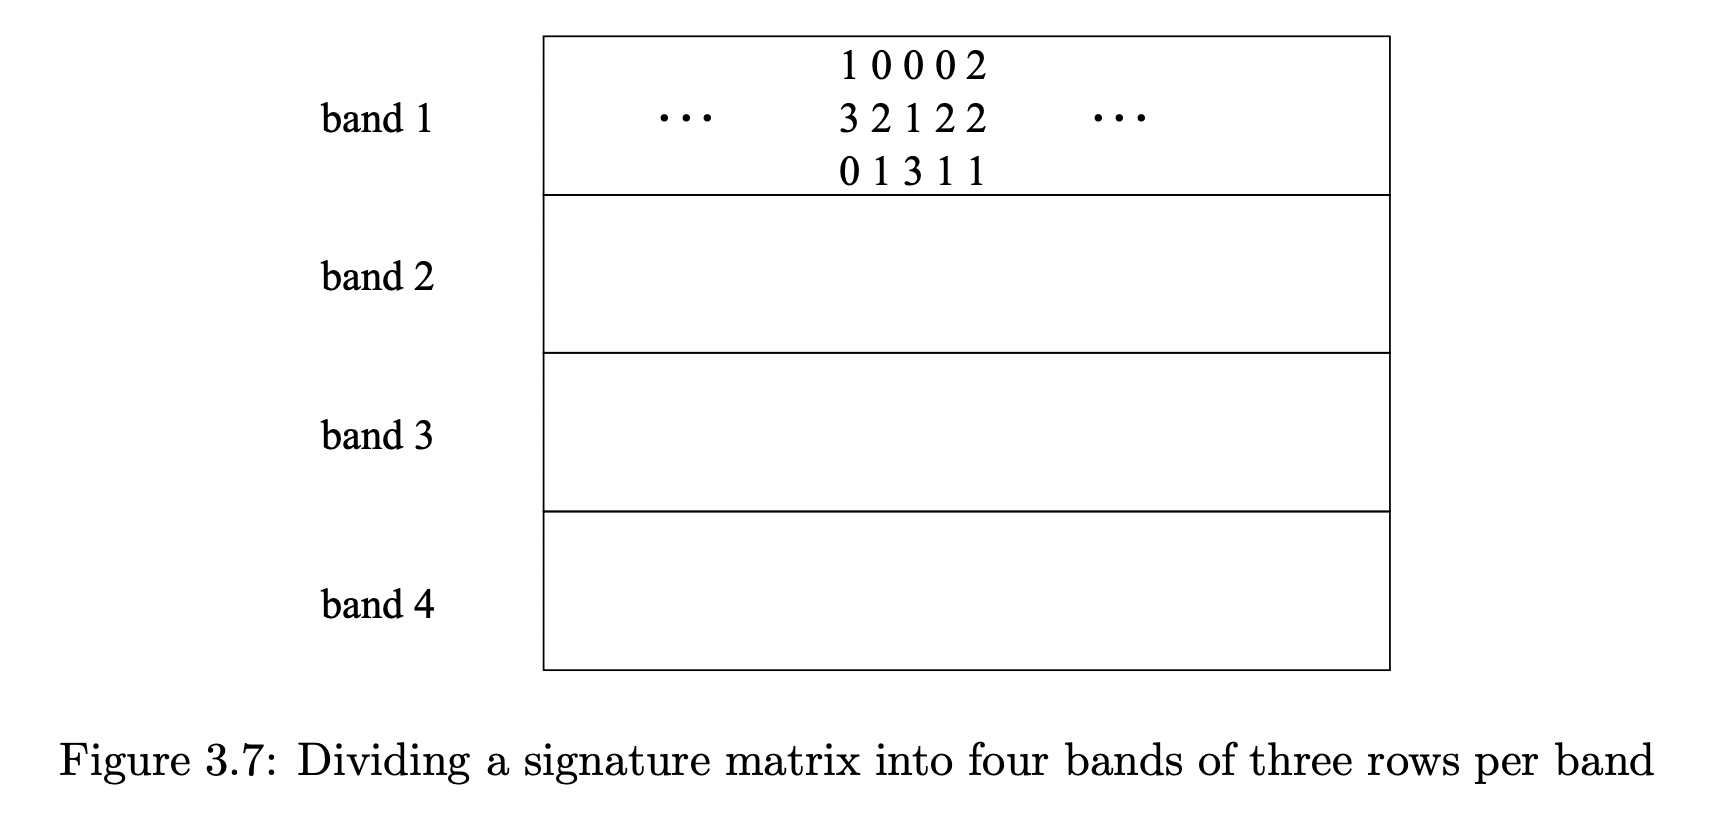 1 0 0 0 2
band 1 ... 3 2 1 2 2 ...
0 1 3 1 1
band 2
band 3
band 4
Figure 3.7: Dividing a signature matrix into four bands of three rows per band